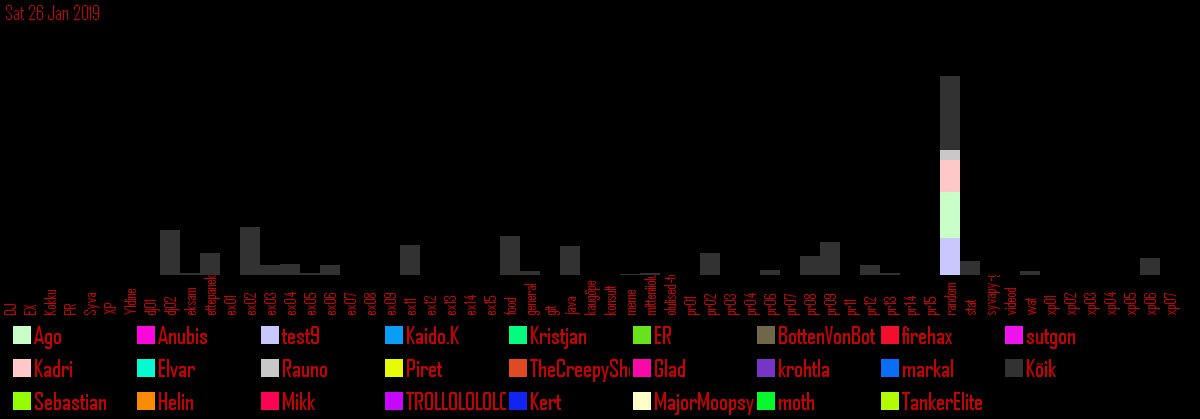 Sat 26 Jan 2019
DJ EX Kokku PR Syva XP Yldine dj01 dj02 eksam ettepanek ex01 ex02 ex03 ex04 ex05 ex06 ex07 ex08 ex09 ex11 ex12 ex13 ex14 ex15 food general git java kaugõpe konsult meme olulised-h pr01 pr02 pr03 pr04 pr06 pr07 pr08 pr09 pr11 pr12 pr13 pr14 pr15 random stat videod wat xp01 xp02 xp03 xp04 xp05 xp06 xp07
Ago Anubis test9 Kaido.K Kristjan ER BottenVonBot firehax sutgon
Kadri Elvar Rauno Piret TheCreepySh Glad krohtla markal Kõik
Sebastian Helin Mikk TROLLOLOLOLO Kert MajorMoopsy moth TankerElite